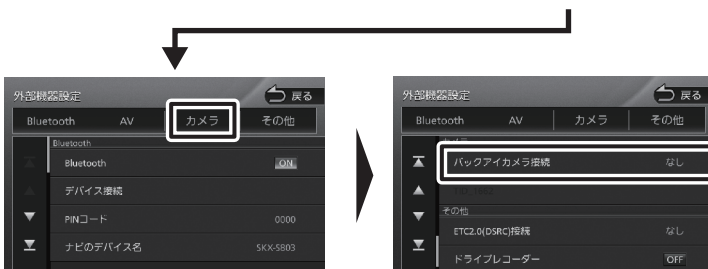 外部機器設定
戻る
Bluetooth AV カメラ その他
Bluetooth
Bluetooth ON
デバイス接続
PINコード 0000
ナビのデバイス名 SKX-S803
外部機器設定
戻る
Bluetooth AV カメラ その他
カメラ
バックアイカメラ接続 なし
その他
ETC2.0(DSRC)接続 なし
ドライブレコーダー OFF